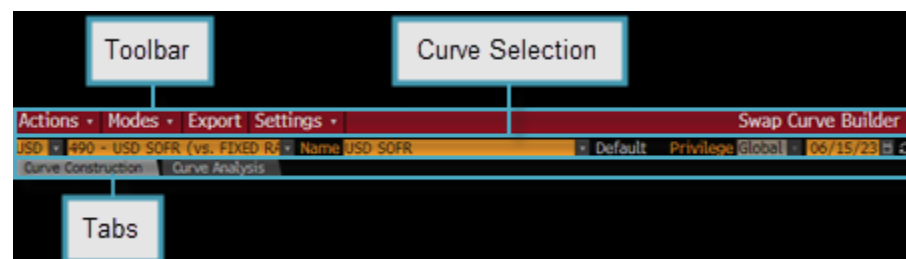 Toolbar
Curve Selection
Actions Modes Export Settings Swap Curve Builder
USD 490 - USD SOFR (vs. FIXED RA Name USD SOFR Default Privilege Global 06/15/23
Curve Construction Curve Analysis
Tabs